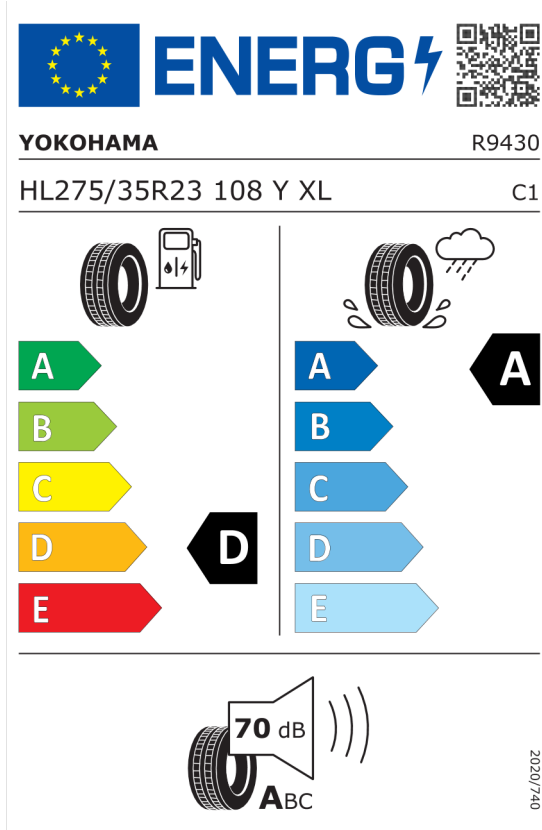 ENERG
YOKOHAMA
R9430
HL275/35R23 108 Y XL
C1
A
B
C
D
E
D
A
B
C
D
E
A
70 dB
ABC
2020/740